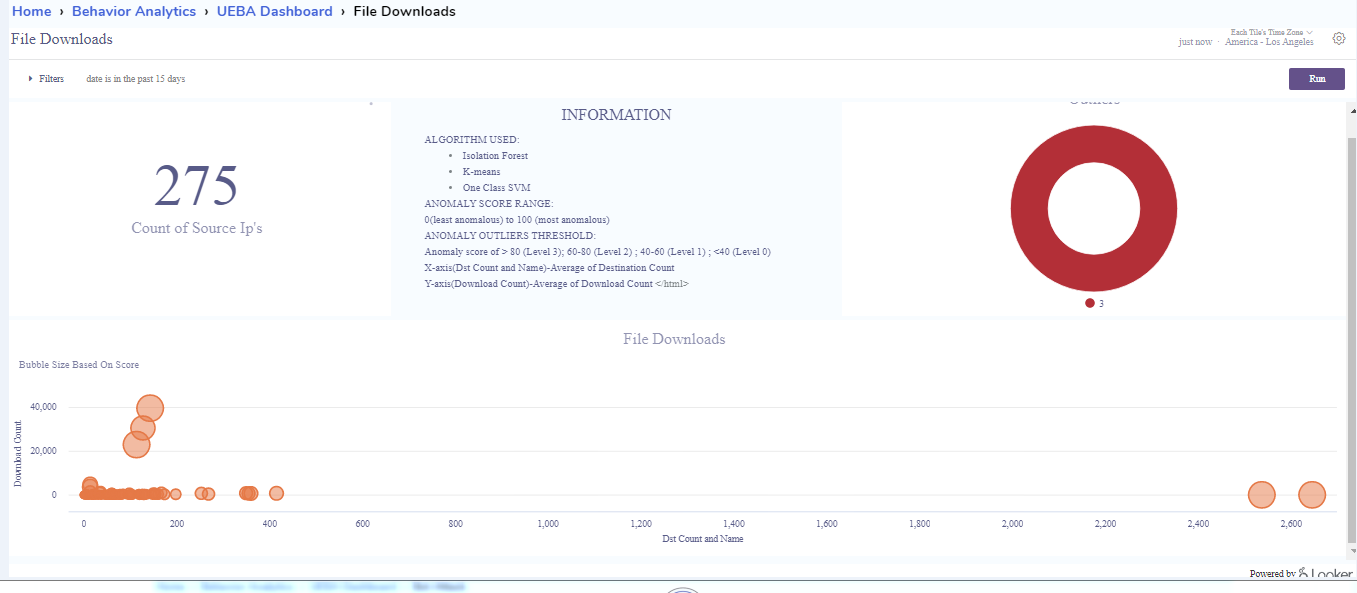 Home › Behavior Analytics › UEBA Dashboard › File Downloads
File Downloads
Each Tile's Time Zone
just now · America - Los Angeles
Filters date is in the past 15 days
Run
275
Count of Source Ip's
INFORMATION
ALGORITHM USED:
• Isolation Forest
• K-means
• One Class SVM
ANOMALY SCORE RANGE:
0(least anomalous) to 100 (most anomalous)
ANOMALY OUTLIERS THRESHOLD:
Anomaly score of > 80 (Level 3); 60-80 (Level 2) ; 40-60 (Level 1) ; <40 (Level 0)
X-axis(Dst Count and Name)-Average of Destination Count
Y-axis(Download Count)-Average of Download Count </html>
Outliers
3
File Downloads
Bubble Size Based On Score
Download Count
40,000
20,000
0
0 200 400 600 800 1,000 1,200 1,400 1,600 1,800 2,000 2,200 2,400 2,600
Dst Count and Name
Powered by Looker